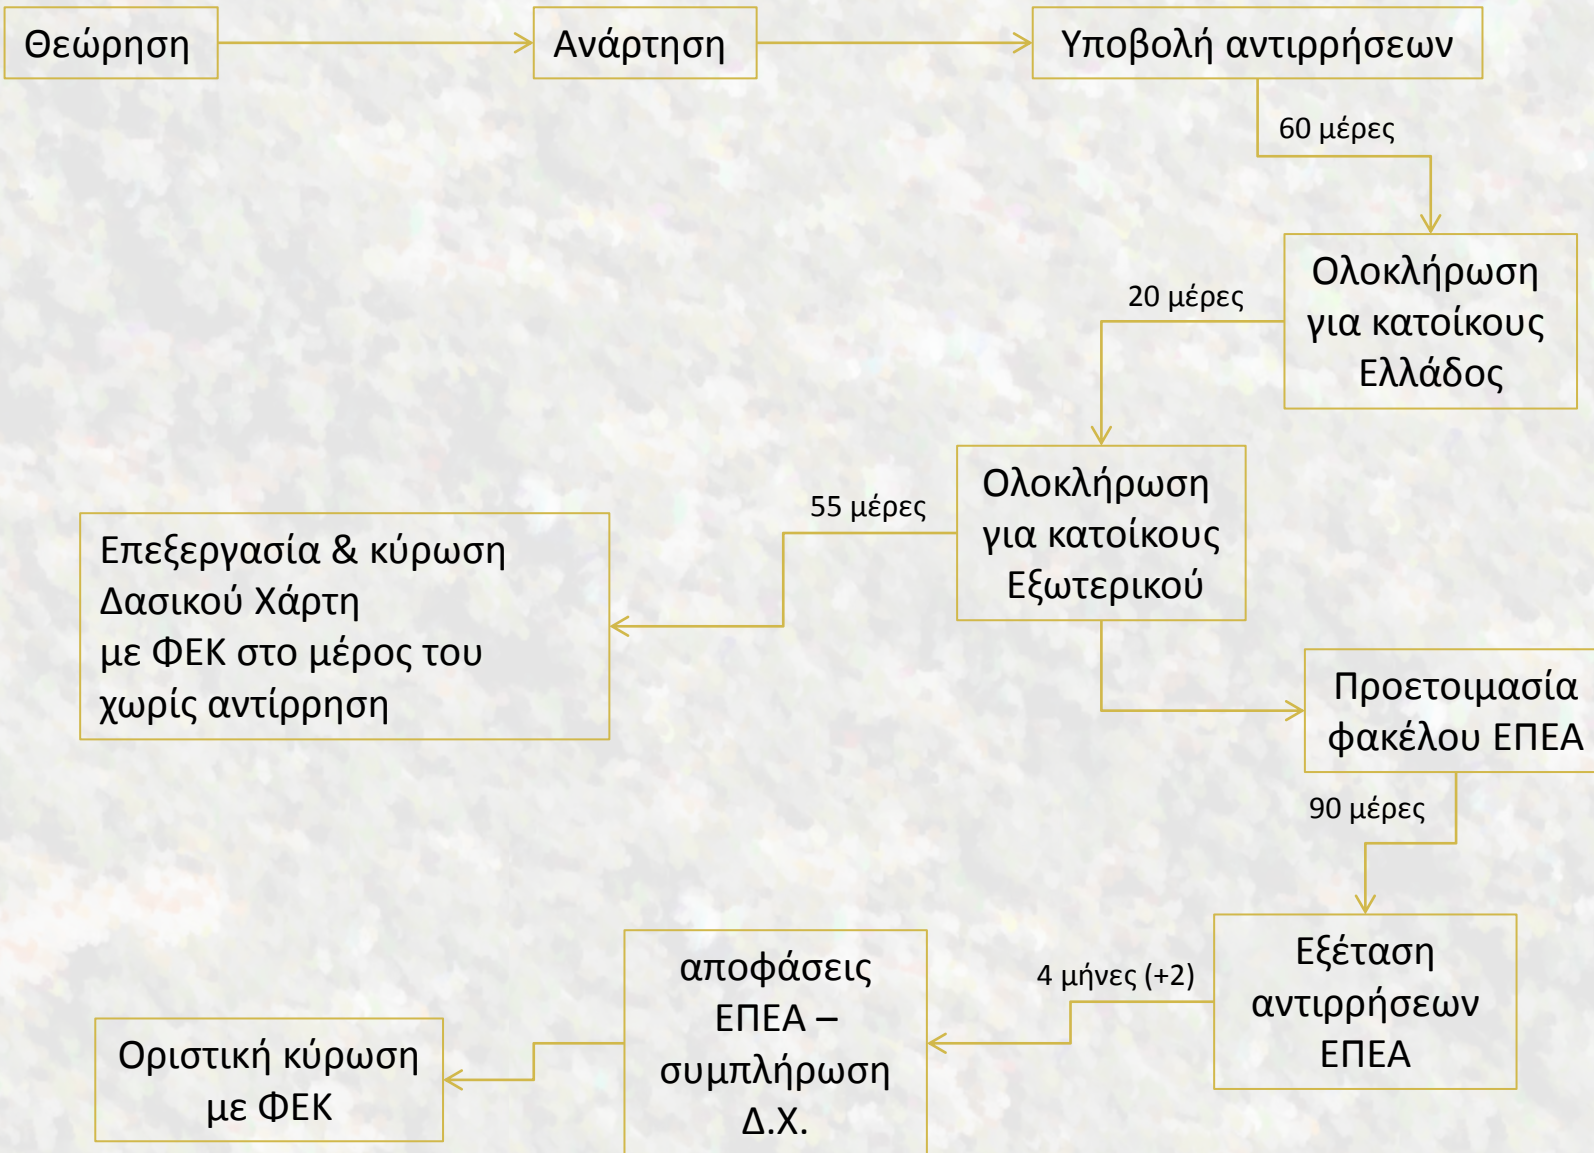 Θεώρηση
Ανάρτηση
Υποβολή αντιρρήσεων
60 μέρες
Ολοκλήρωση
για κατοίκους
Ελλάδος
20 μέρες
Ολοκλήρωση
για κατοίκους
Εξωτερικού
55 μέρες
Επεξεργασία & κύρωση
Δασικού Χάρτη
με ΦΕΚ στο μέρος του
χωρίς αντίρρηση
Προετοιμασία
φακέλου ΕΠΕΑ
90 μέρες
Εξέταση
αντιρρήσεων
ΕΠΕΑ
4 μήνες (+2)
αποφάσεις
ΕΠΕΑ –
συμπλήρωση
Δ.Χ.
Οριστική κύρωση
με ΦΕΚ